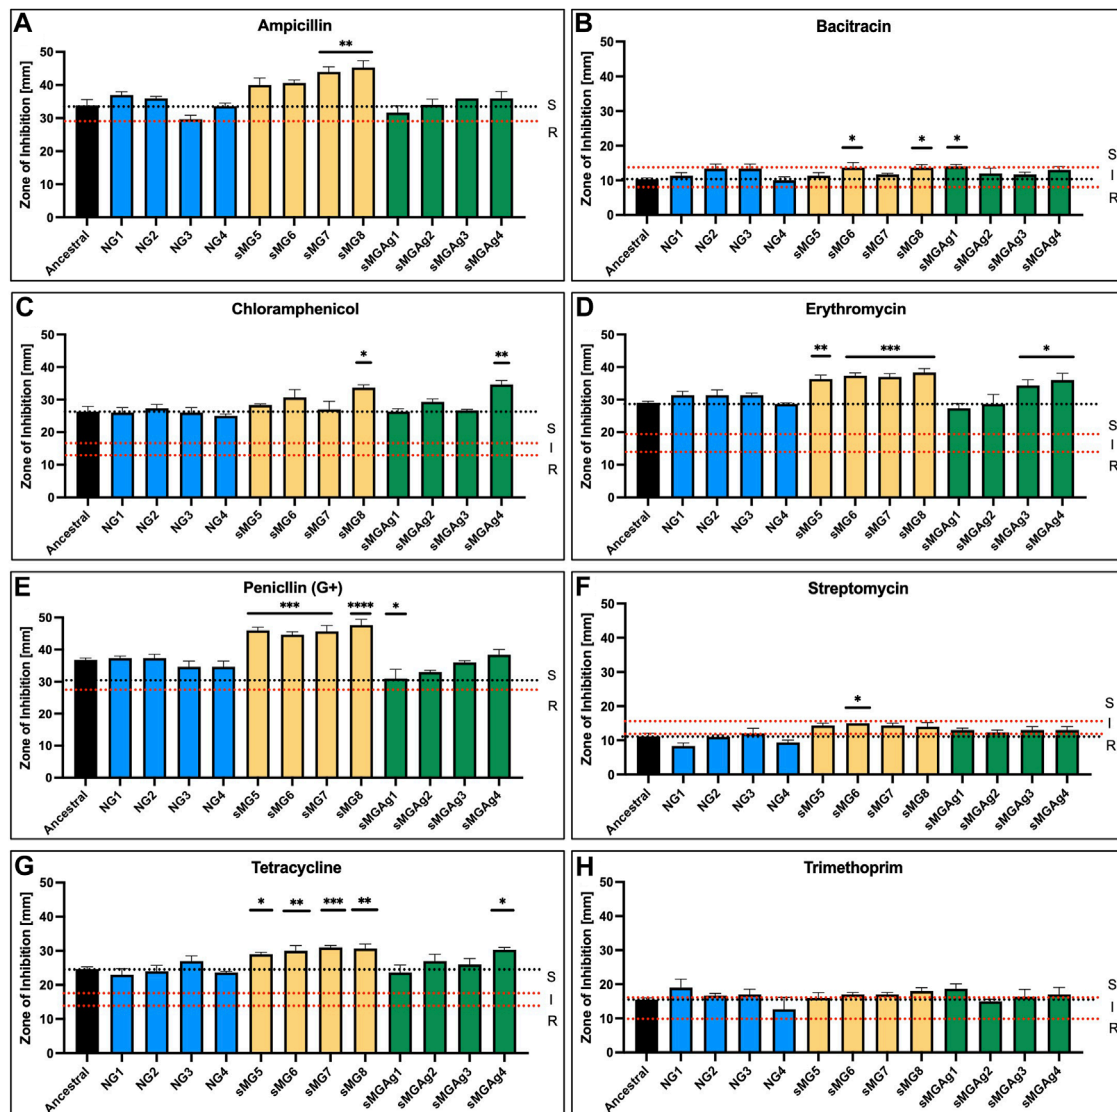 A
Ampicillin
Zone of Inhibition [mm]
50
40
30
20
10
0
**
S
R
Ancestral
NG1
NG2
NG3
NG4
sMG5
sMG6
sMG7
sMG8
sMGAg1
sMGAg2
sMGAg3
sMGAg4
B
Bacitracin
Zone of Inhibition [mm]
50
40
30
20
10
0
*
*
*
S
I
R
Ancestral
NG1
NG2
NG3
NG4
sMG5
sMG6
sMG7
sMG8
sMGAg1
sMGAg2
sMGAg3
sMGAg4
C
Chloramphenicol
Zone of Inhibition [mm]
50
40
30
20
10
0
*
**
S
I
R
Ancestral
NG1
NG2
NG3
NG4
sMG5
sMG6
sMG7
sMG8
sMGAg1
sMGAg2
sMGAg3
sMGAg4
D
Erythromycin
Zone of Inhibition [mm]
50
40
30
20
10
0
**
***
*
S
I
R
Ancestral
NG1
NG2
NG3
NG4
sMG5
sMG6
sMG7
sMG8
sMGAg1
sMGAg2
sMGAg3
sMGAg4
E
Penicllin (G+)
Zone of Inhibition [mm]
50
40
30
20
10
0
***
****
*
S
R
Ancestral
NG1
NG2
NG3
NG4
sMG5
sMG6
sMG7
sMG8
sMGAg1
sMGAg2
sMGAg3
sMGAg4
F
Streptomycin
Zone of Inhibition [mm]
50
40
30
20
10
0
*
S
I
R
Ancestral
NG1
NG2
NG3
NG4
sMG5
sMG6
sMG7
sMG8
sMGAg1
sMGAg2
sMGAg3
sMGAg4
G
Tetracycline
Zone of Inhibition [mm]
50
40
30
20
10
0
*
**
***
**
*
S
I
R
Ancestral
NG1
NG2
NG3
NG4
sMG5
sMG6
sMG7
sMG8
sMGAg1
sMGAg2
sMGAg3
sMGAg4
H
Trimethoprim
Zone of Inhibition [mm]
50
40
30
20
10
0
S
I
R
Ancestral
NG1
NG2
NG3
NG4
sMG5
sMG6
sMG7
sMG8
sMGAg1
sMGAg2
sMGAg3
sMGAg4